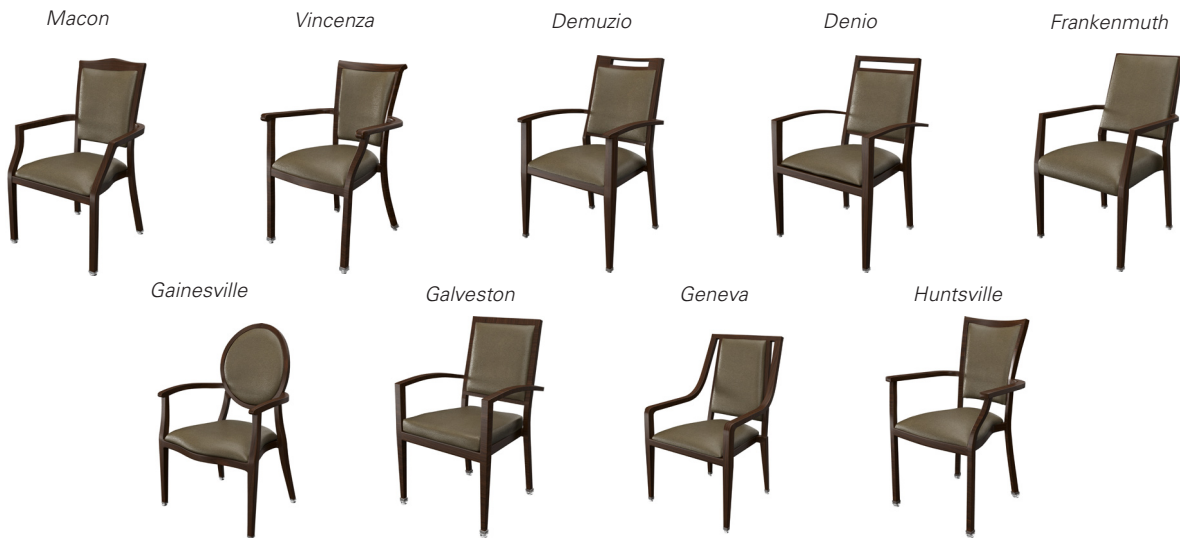 Macon
Vincenza
Demuzio
Denio
Frankenmuth
Gainesville
Galveston
Geneva
Huntsville